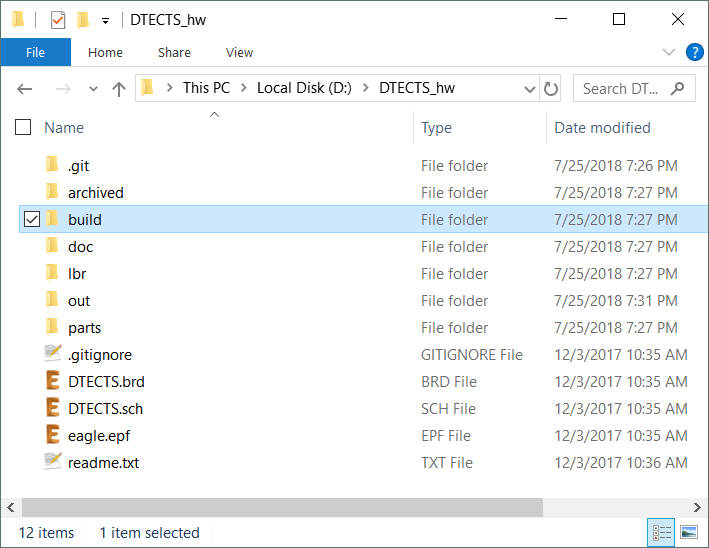 DTECTS_hw
File Home Share View
This PC Local Disk (D:) DTECTS_hw Search DT...
Name Type Date modified
.git File folder 7/25/2018 7:26 PM
archived File folder 7/25/2018 7:27 PM
build File folder 7/25/2018 7:27 PM
doc File folder 7/25/2018 7:27 PM
lbr File folder 7/25/2018 7:27 PM
out File folder 7/25/2018 7:31 PM
parts File folder 7/25/2018 7:27 PM
.gitignore GITIGNORE File 12/3/2017 10:35 AM
DTECTS.brd BRD File 12/3/2017 10:35 AM
DTECTS.sch SCH File 12/3/2017 10:35 AM
eagle.epf EPF File 12/3/2017 10:35 AM
readme.txt TXT File 12/3/2017 10:36 AM
12 items 1 item selected